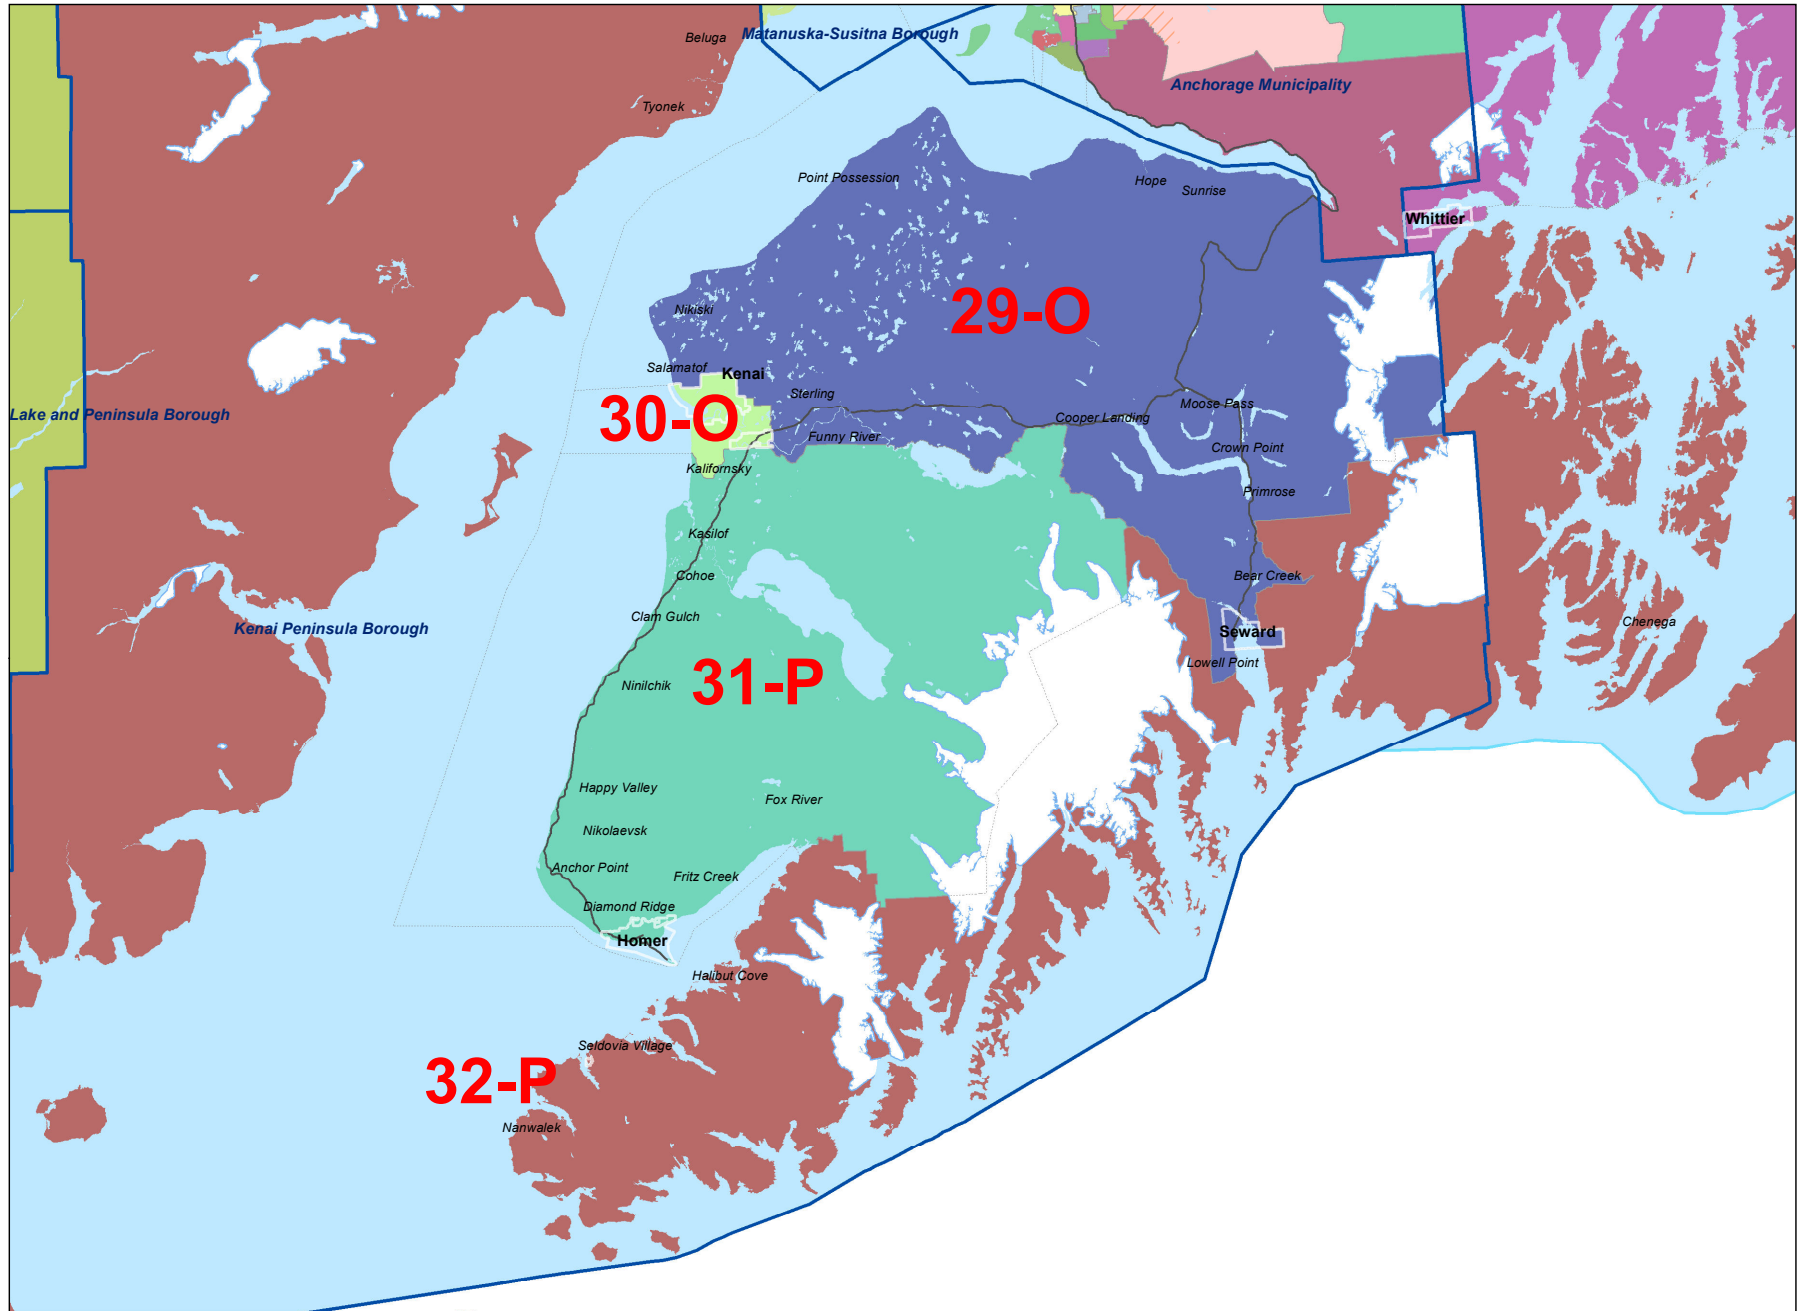 Beluga
Matanuska-Susitna Borough
Anchorage Municipality
Tyonek
Point Possession
Hope
Sunrise
Whittier
29-O
Nikiski
Salamatof
Kenai
Sterling
30-O
Lake and Peninsula Borough
Moose Pass
Cooper Landing
Funny River
Crown Point
Kalifornsky
Primrose
Kasilof
Cohoe
Bear Creek
Clam Gulch
Kenai Peninsula Borough
Seward
Chenega
Lowell Point
Ninilchik
31-P
Happy Valley
Fox River
Nikolaevsk
Anchor Point
Fritz Creek
Diamond Ridge
Homer
Halibut Cove
Seldovia Village
32-P
Nanwalek